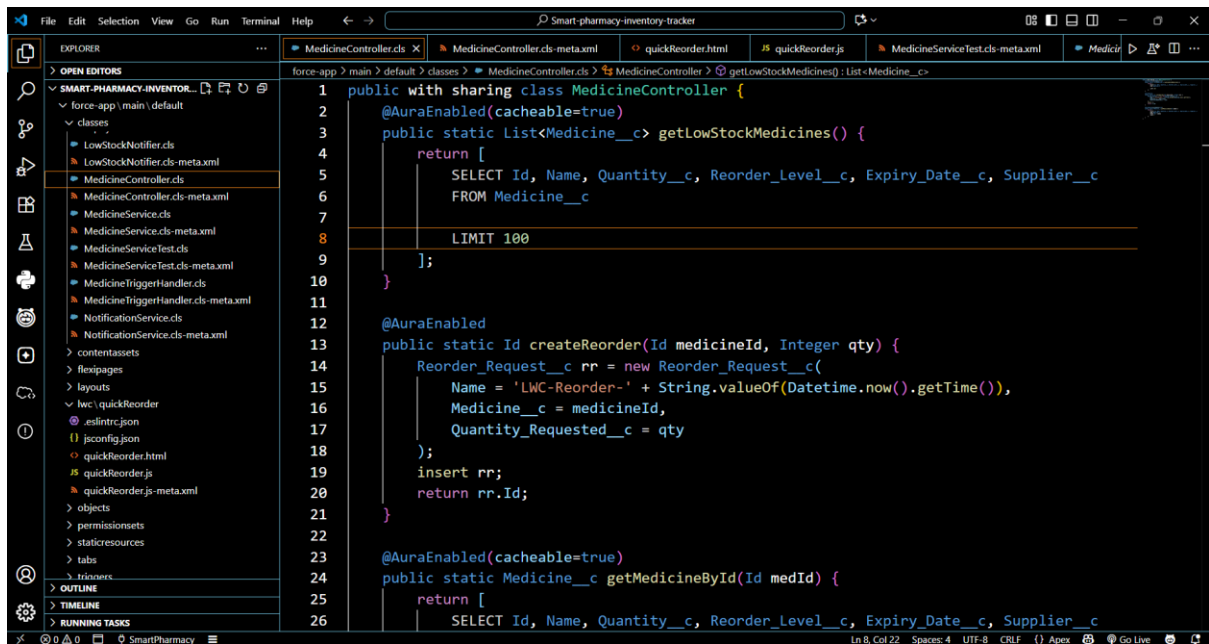 File Edit Selection View Go Run Terminal Help
Smart-pharmacy-inventory-tracker
EXPLORER
OPEN EDITORS
SMART-PHARMACY-INVENTOR...
force-app \ main \ default
classes
LowStockNotifier.cls
LowStockNotifier.cls-meta.xml
MedicineController.cls
MedicineController.cls-meta.xml
MedicineService.cls
MedicineService.cls-meta.xml
MedicineServiceTest.cls
MedicineServiceTest.cls-meta.xml
MedicineTriggerHandler.cls
MedicineTriggerHandler.cls-meta.xml
NotificationService.cls
NotificationService.cls-meta.xml
contentassets
flexipages
layouts
lwc \ quickReorder
.eslintrc.json
{} jsconfig.json
quickReorder.html
JS quickReorder.js
quickReorder.js-meta.xml
objects
permissionsets
staticresources
tabs
triggers
OUTLINE
TIMELINE
RUNNING TASKS
MedicineController.cls MedicineController.cls-meta.xml quickReorder.html JS quickReorder.js MedicineServiceTest.cls-meta.xml Medicir
force-app > main > default > classes > MedicineController.cls > MedicineController > getLowStockMedicines() : List<Medicine__c>
1 public with sharing class MedicineController {
2 @AuraEnabled(cacheable=true)
3 public static List<Medicine__c> getLowStockMedicines() {
4 return [
5 SELECT Id, Name, Quantity__c, Reorder_Level__c, Expiry_Date__c, Supplier__c
6 FROM Medicine__c
7
8 LIMIT 100
9 ];
10 }
11
12 @AuraEnabled
13 public static Id createReorder(Id medicineId, Integer qty) {
14 Reorder_Request__c rr = new Reorder_Request__c(
15 Name = 'LWC-Reorder-' + String.valueOf(Datetime.now().getTime()),
16 Medicine__c = medicineId,
17 Quantity_Requested__c = qty
18 );
19 insert rr;
20 return rr.Id;
21 }
22
23 @AuraEnabled(cacheable=true)
24 public static Medicine__c getMedicineById(Id medId) {
25 return [
26 SELECT Id, Name, Quantity__c, Reorder_Level__c, Expiry_Date__c, Supplier__c
0 0 SmartPharmacy Ln 8, Col 22 Spaces: 4 UTF-8 CRLF {} Apex Go Live